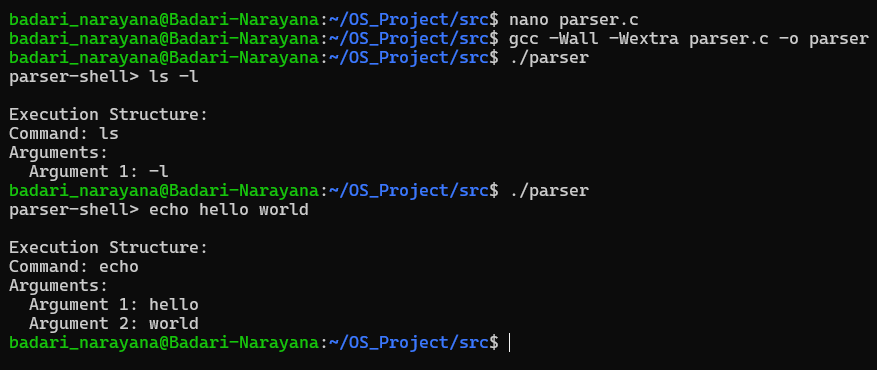 badari_narayana@Badari-Narayana:~/OS_Project/src$ nano parser.c
badari_narayana@Badari-Narayana:~/OS_Project/src$ gcc -Wall -Wextra parser.c -o parser
badari_narayana@Badari-Narayana:~/OS_Project/src$ ./parser
parser-shell> ls -l

Execution Structure:
Command: ls
Arguments:
  Argument 1: -l
badari_narayana@Badari-Narayana:~/OS_Project/src$ ./parser
parser-shell> echo hello world

Execution Structure:
Command: echo
Arguments:
  Argument 1: hello
  Argument 2: world
badari_narayana@Badari-Narayana:~/OS_Project/src$